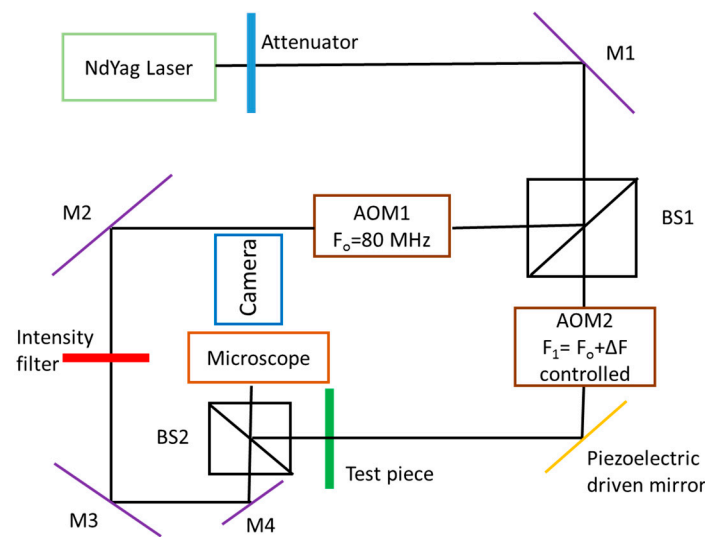 Attenuator
NdYag Laser
M1
M2
AOM1
Fₒ=80 MHz
BS1
Camera
AOM2
F₁= Fₒ+ΔF
controlled
Intensity
filter
Microscope
BS2
Test piece
Piezoelectric
driven mirror
M3
M4